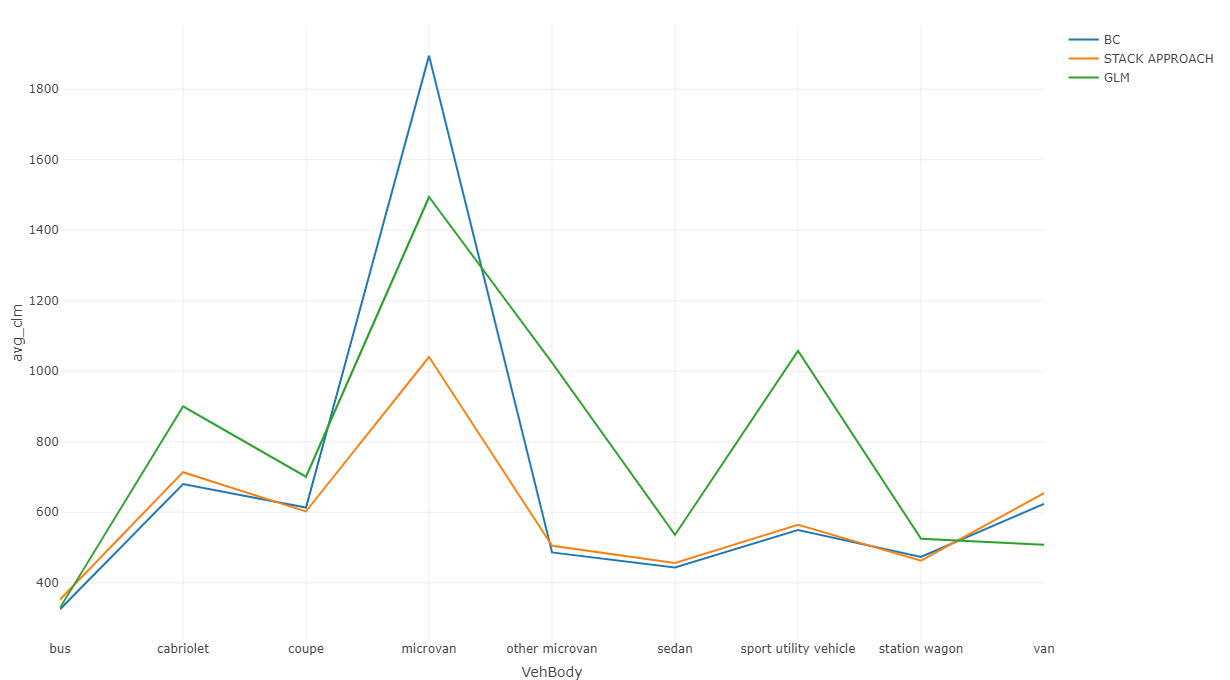 BC
STACK APPROACH
GLM
avg_clm
1800
1600
1400
1200
1000
800
600
400
bus cabriolet coupe microvan other microvan sedan sport utility vehicle station wagon van
VehBody